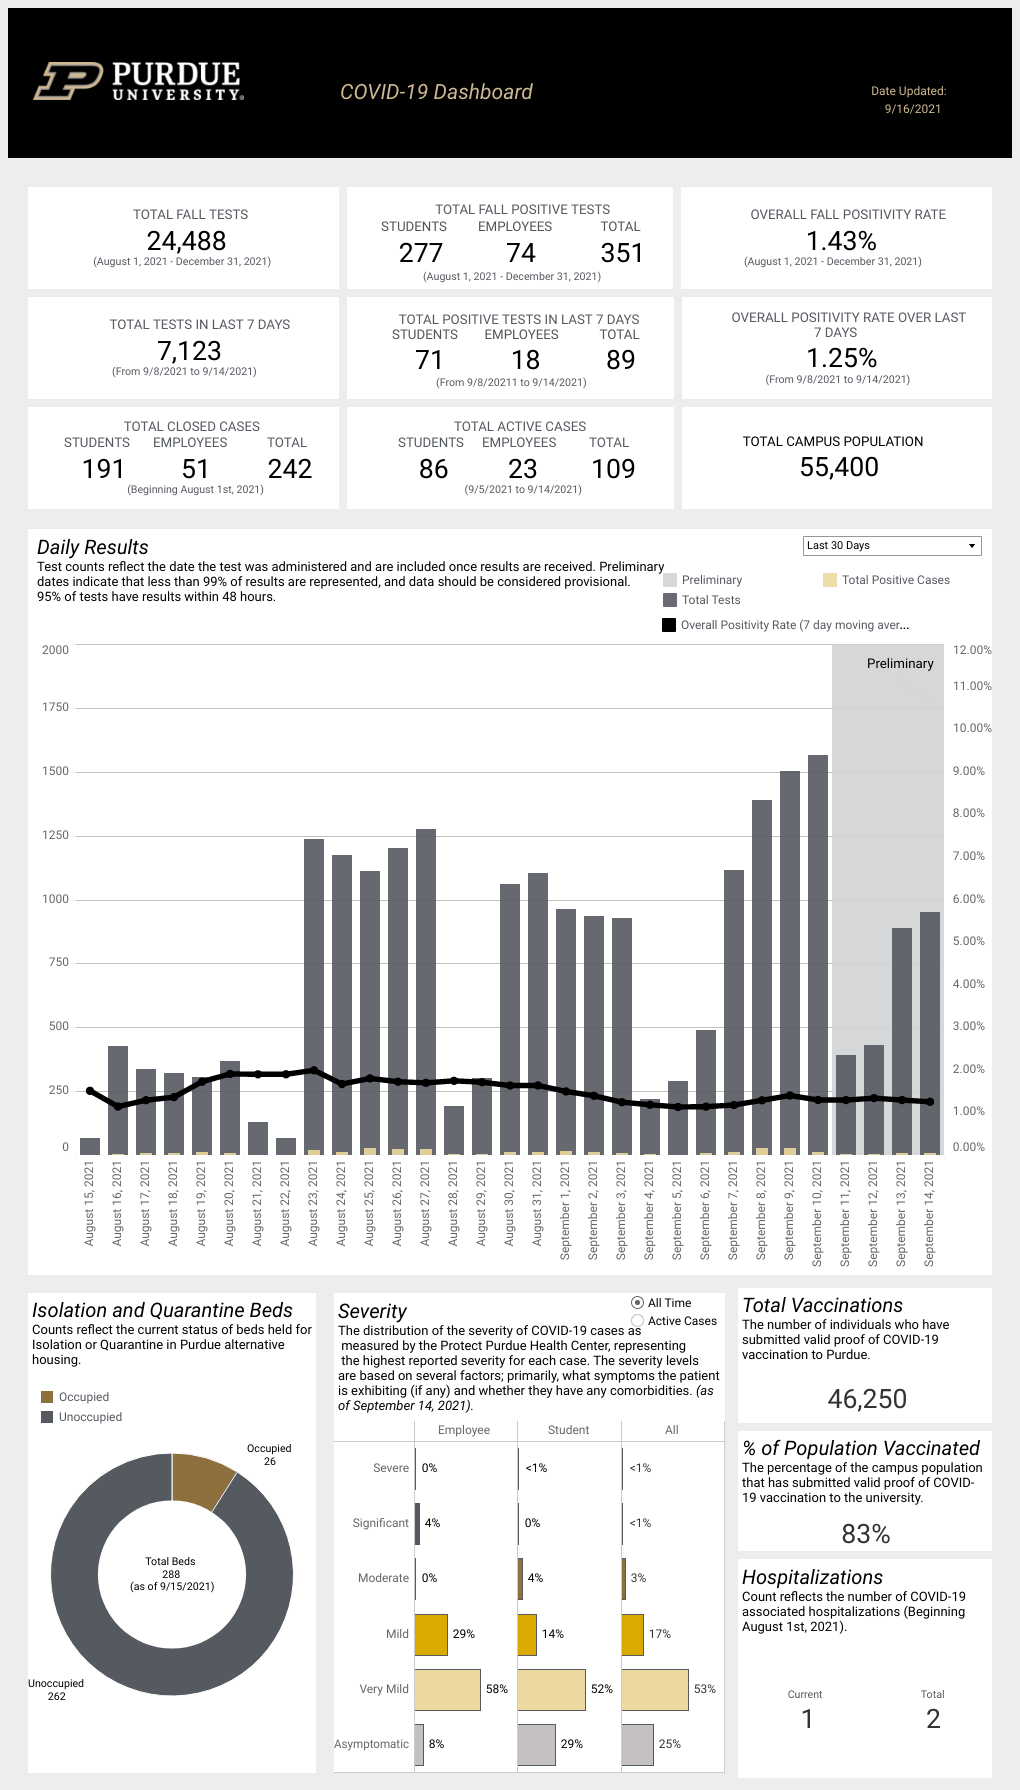 PURDUE
UNIVERSITY®
COVID-19 Dashboard
Date Updated:
9/16/2021
TOTAL FALL TESTS
24,488
(August 1, 2021 - December 31, 2021)
TOTAL FALL POSITIVE TESTS
STUDENTS EMPLOYEES TOTAL
277 74 351
(August 1, 2021 - December 31, 2021)
OVERALL FALL POSITIVITY RATE
1.43%
(August 1, 2021 - December 31, 2021)
TOTAL TESTS IN LAST 7 DAYS
7,123
(From 9/8/2021 to 9/14/2021)
TOTAL POSITIVE TESTS IN LAST 7 DAYS
STUDENTS EMPLOYEES TOTAL
71 18 89
(From 9/8/20211 to 9/14/2021)
OVERALL POSITIVITY RATE OVER LAST
7 DAYS
1.25%
(From 9/8/2021 to 9/14/2021)
TOTAL CLOSED CASES
STUDENTS EMPLOYEES TOTAL
191 51 242
(Beginning August 1st, 2021)
TOTAL ACTIVE CASES
STUDENTS EMPLOYEES TOTAL
86 23 109
(9/5/2021 to 9/14/2021)
TOTAL CAMPUS POPULATION
55,400
Daily Results
Test counts reflect the date the test was administered and are included once results are received. Preliminary
dates indicate that less than 99% of results are represented, and data should be considered provisional.
95% of tests have results within 48 hours.
Last 30 Days
Preliminary
Total Positive Cases
Total Tests
Overall Positivity Rate (7 day moving aver...
2000
1750
1500
1250
1000
750
500
250
0
Preliminary
12.00%
11.00%
10.00%
9.00%
8.00%
7.00%
6.00%
5.00%
4.00%
3.00%
2.00%
1.00%
0.00%
August 15, 2021
August 16, 2021
August 17, 2021
August 18, 2021
August 19, 2021
August 20, 2021
August 21, 2021
August 22, 2021
August 23, 2021
August 24, 2021
August 25, 2021
August 26, 2021
August 27, 2021
August 28, 2021
August 29, 2021
August 30, 2021
August 31, 2021
September 1, 2021
September 2, 2021
September 3, 2021
September 4, 2021
September 5, 2021
September 6, 2021
September 7, 2021
September 8, 2021
September 9, 2021
September 10, 2021
September 11, 2021
September 12, 2021
September 13, 2021
September 14, 2021
Isolation and Quarantine Beds
Counts reflect the current status of beds held for
Isolation or Quarantine in Purdue alternative
housing.
Occupied
Unoccupied
Occupied
26
Total Beds
288
(as of 9/15/2021)
Unoccupied
262
Severity
All Time
Active Cases
The distribution of the severity of COVID-19 cases as
measured by the Protect Purdue Health Center, representing
the highest reported severity for each case. The severity levels
are based on several factors; primarily, what symptoms the patient
is exhibiting (if any) and whether they have any comorbidities. (as
of September 14, 2021).
Employee Student All
Severe 0% <1% <1%
Significant 4% 0% <1%
Moderate 0% 4% 3%
Mild 29% 14% 17%
Very Mild 58% 52% 53%
Asymptomatic 8% 29% 25%
Total Vaccinations
The number of individuals who have
submitted valid proof of COVID-19
vaccination to Purdue.
46,250
% of Population Vaccinated
The percentage of the campus population
that has submitted valid proof of COVID-
19 vaccination to the university.
83%
Hospitalizations
Count reflects the number of COVID-19
associated hospitalizations (Beginning
August 1st, 2021).
Current Total
1 2